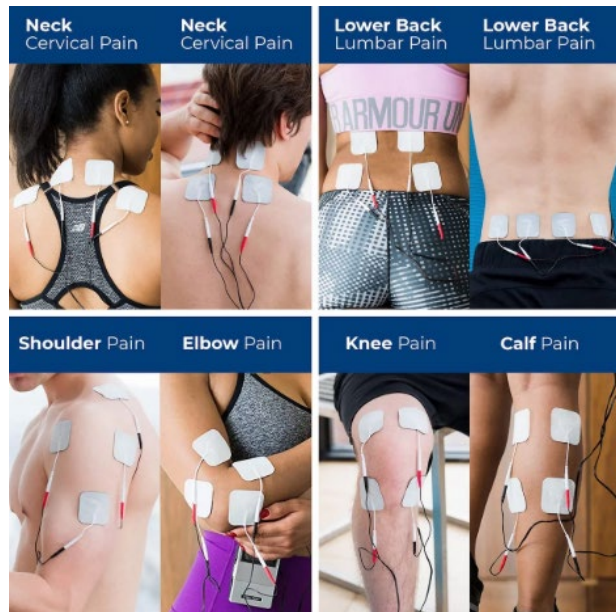 Neck
Cervical Pain
Neck
Cervical Pain
Lower Back
Lumbar Pain
Lower Back
Lumbar Pain
ARMOUR UN
Shoulder Pain
Elbow Pain
Knee Pain
Calf Pain